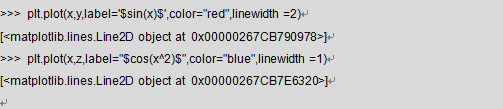 >>> plt.plot(x,y,label='$sin(x)$',color="red",linewidth =2)↵
[<matplotlib.lines.Line2D object at 0x00000267CB790978>]↵
>>> plt.plot(x,z,label="$cos(x^2)$",color="blue",linewidth =1)↵
[<matplotlib.lines.Line2D object at 0x00000267CB7E6320>]↵
↵